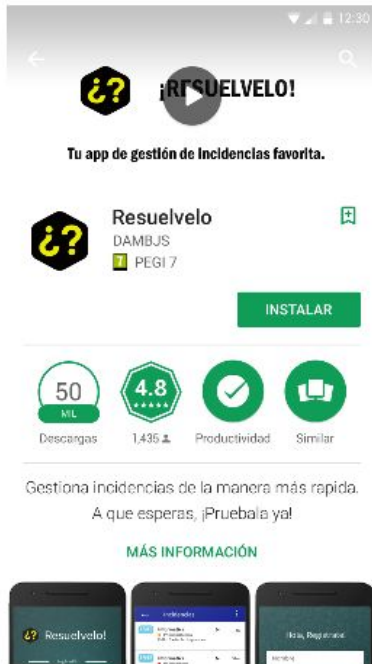 12:30
¿?
¡RESUELVELO!
Tu app de gestión de incidencias favorita.
¿?
Resuelvelo
DAMBJS
7 PEGI 7
INSTALAR
50
MIL
4.8
Descargas
1,435
Productividad
Similar
Gestiona incidencias de la manera más rapida.
A que esperas, ¡Pruebala ya!
MÁS INFORMACIÓN
¿? Resuelvelo!
Incidencias
Hola, Registrate!
Nombre